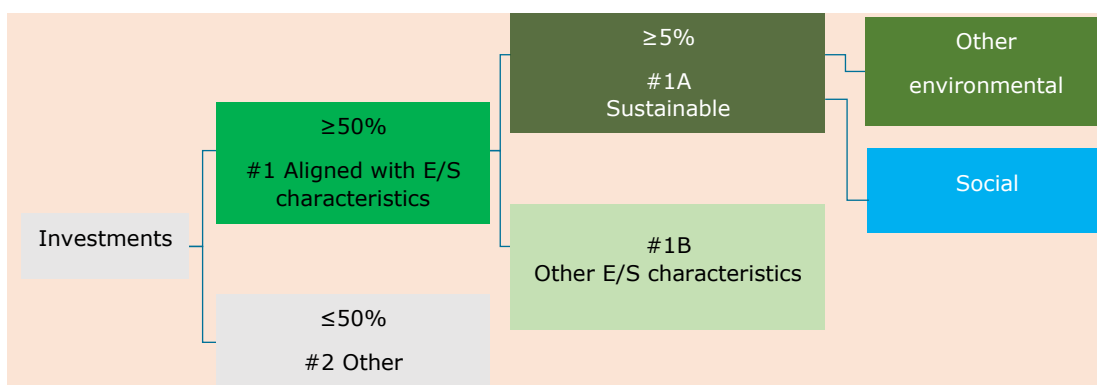 Investments
≥50%
#1 Aligned with E/S
characteristics
≤50%
#2 Other
≥5%
#1A
Sustainable
#1B
Other E/S characteristics
Other
environmental
Social